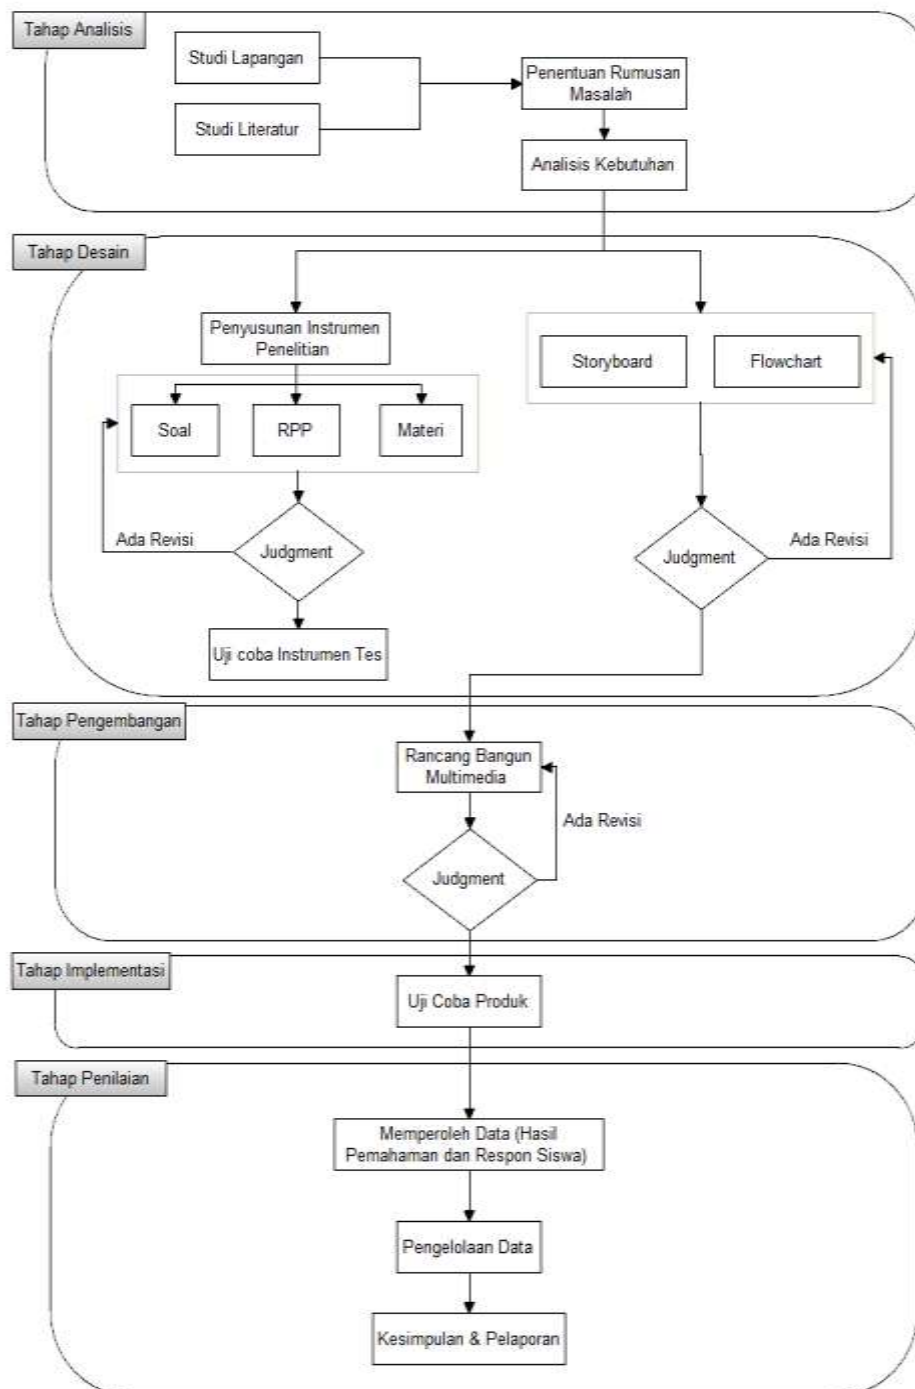 Tahap Analisis
Studi Lapangan
Studi Literatur
Penentuan Rumusan
Masalah
Analisis Kebutuhan
Tahap Desain
Penyusunan Instrumen
Penelitian
Soal
RPP
Materi
Ada Revisi
Judgment
Uji coba Instrumen Tes
Storyboard
Flowchart
Judgment
Ada Revisi
Tahap Pengembangan
Rancang Bangun
Multimedia
Ada Revisi
Judgment
Tahap Implementasi
Uji Coba Produk
Tahap Penilaian
Memperoleh Data (Hasil
Pemahaman dan Respon Siswa)
Pengelolaan Data
Kesimpulan & Pelaporan